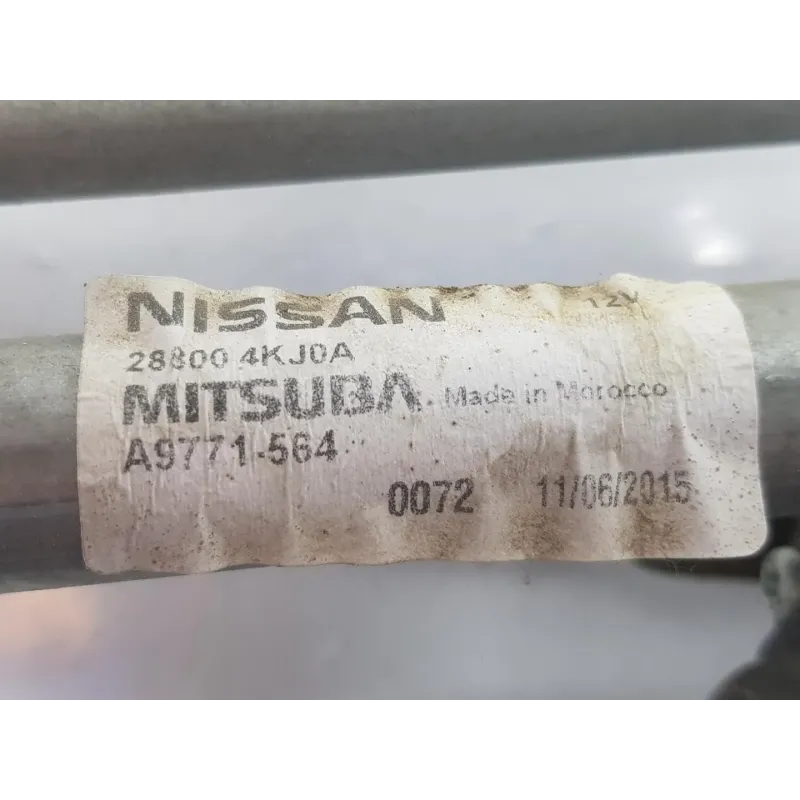 NISSAN 12V
28800 4KJ0A
MITSUBA Made in Morocco
A9771-564
0072 11/06/2015